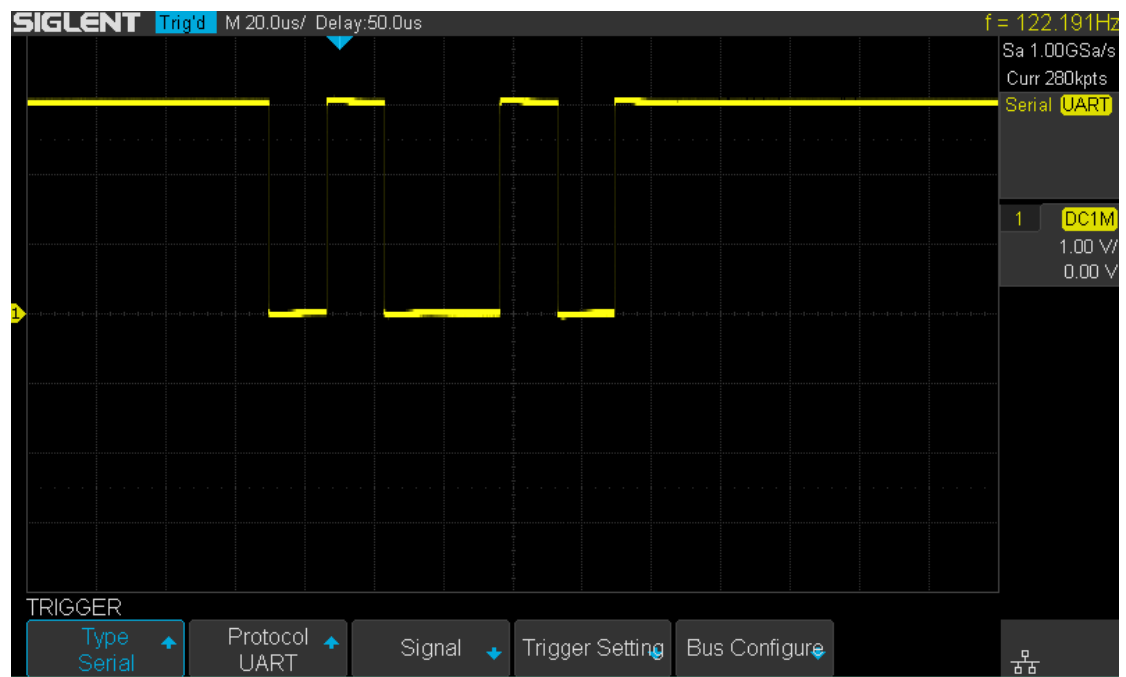 SIGLENT Trig'd M 20.0us/ Delay:50.0us f = 122.191Hz
Sa 1.00GSa/s
Curr 280kpts
Serial UART
1 DC1M
1.00 V/
0.00 V
1
TRIGGER
Type Serial
Protocol UART
Signal
Trigger Setting
Bus Configure